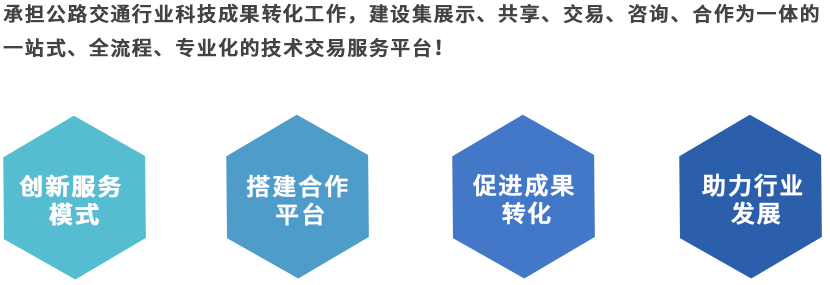 承担公路交通行业科技成果转化工作，建设集展示、共享、交易、咨询、合作为一体的
一站式、全流程、专业化的技术交易服务平台！
创新服务
模式
搭建合作
平台
促进成果
转化
助力行业
发展